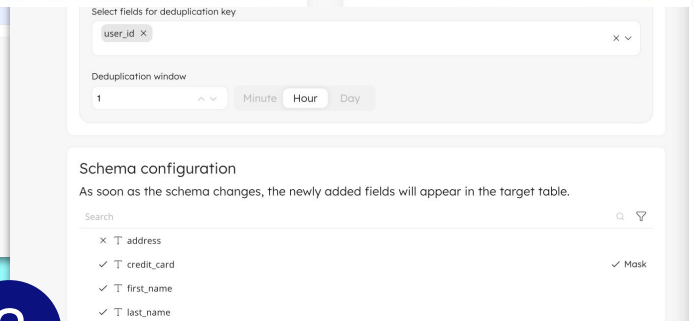 Select fields for deduplication key
user_id ×
Deduplication window
1 Minute Hour Day
Schema configuration
As soon as the schema changes, the newly added fields will appear in the target table.
Search
address
credit_card Mask
first_name
last_name